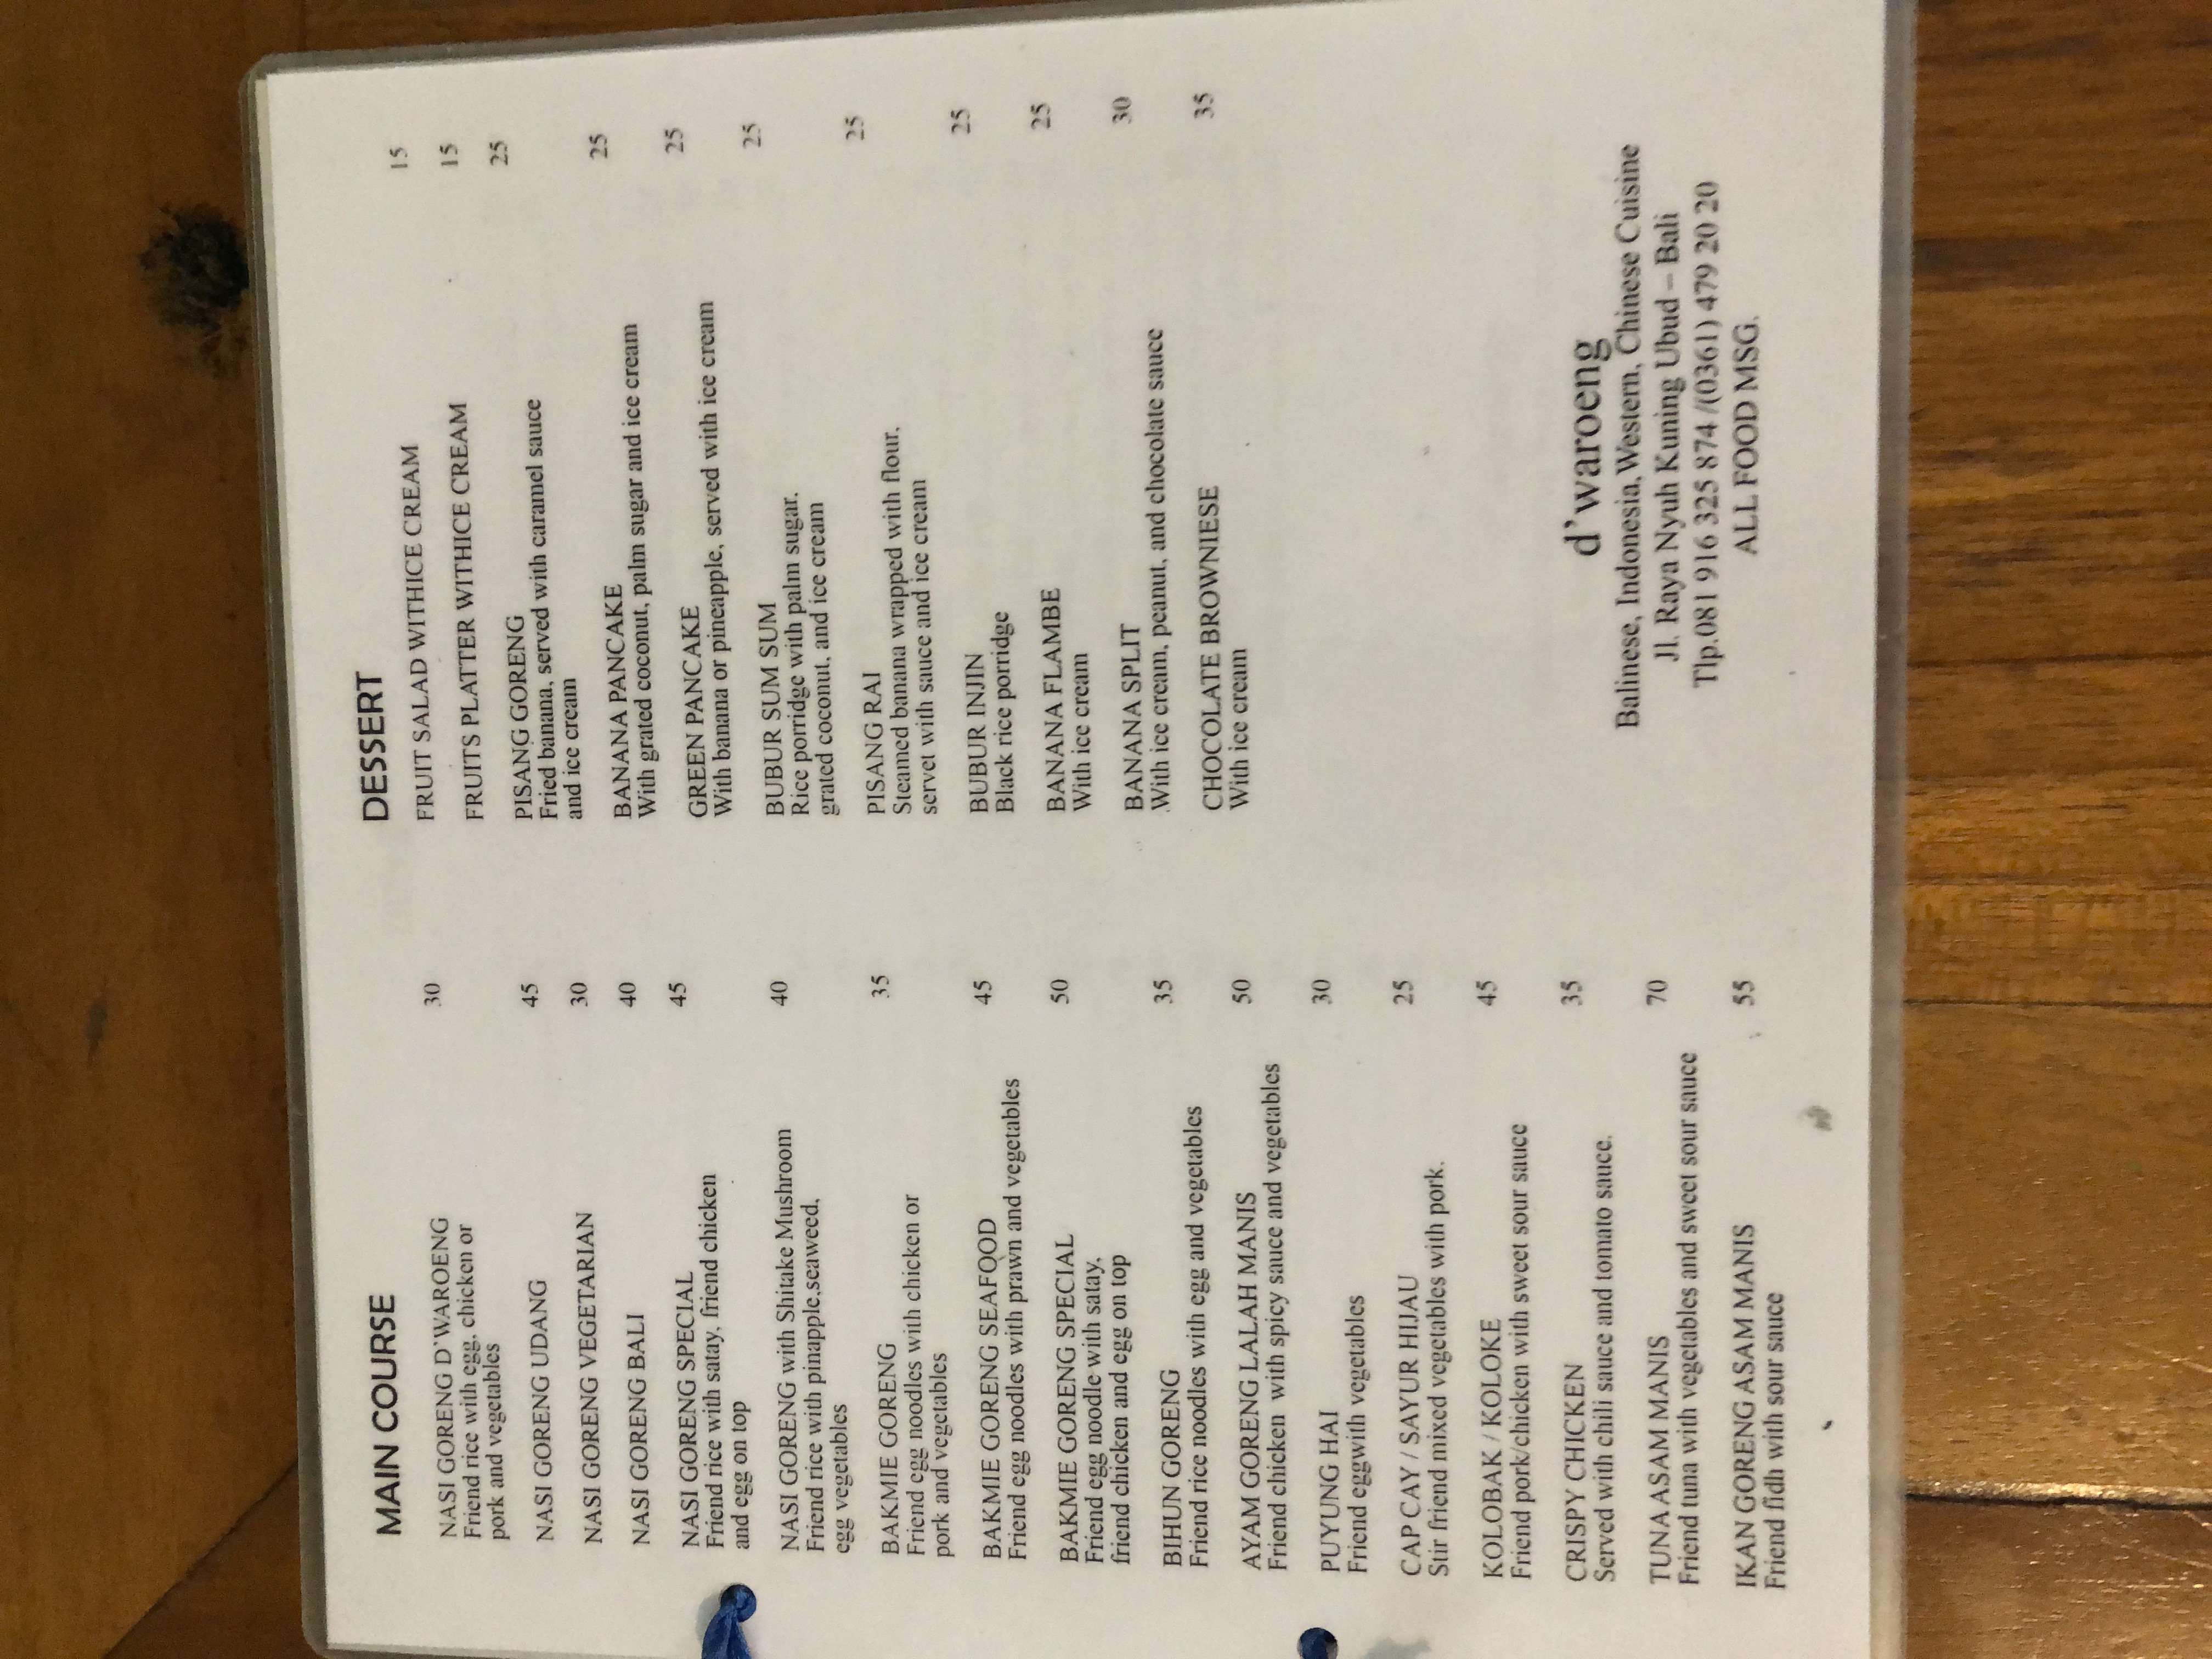 MAIN COURSE
NASI GORENG D'WAROENG 30
Friend rice with egg, chicken or
pork and vegetables
NASI GORENG UDANG 45
NASI GORENG VEGETARIAN 30
NASI GORENG BALI 40
NASI GORENG SPECIAL 45
Friend rice with satay, friend chicken
and egg on top
NASI GORENG with Shitake Mushroom 40
Friend rice with pinapple,seaweed,
egg vegetables
BAKMIE GORENG 35
Friend egg noodles with chicken or
pork and vegetables
BAKMIE GORENG SEAFOOD 45
Friend egg noodles with prawn and vegetables
BAKMIE GORENG SPECIAL 50
Friend egg noodle with satay,
friend chicken and egg on top
BIHUN GORENG 35
Friend rice noodles with egg and vegetables
AYAM GORENG LALAH MANIS 50
Friend chicken with spicy sauce and vegetables
PUYUNG HAI 30
Friend eggwith vegetables
CAP CAY / SAYUR HIJAU 25
Stir friend mixed vegetables with pork.
KOLOBAK / KOLOKE 45
Friend pork/chicken with sweet sour sauce
CRISPY CHICKEN 35
Served with chili sauce and tomato sauce.
TUNA ASAM MANIS 70
Friend tuna with vegetables and sweet sour sauce
IKAN GORENG ASAM MANIS 55
Friend fidh with sour sauce
DESSERT
FRUIT SALAD WITHICE CREAM 15
FRUITS PLATTER WITHICE CREAM 15
PISANG GORENG 25
Fried banana, served with caramel sauce
and ice cream
BANANA PANCAKE 25
With grated coconut, palm sugar and ice cream
GREEN PANCAKE 25
With banana or pineapple, served with ice cream
BUBUR SUM SUM 25
Rice porridge with palm sugar,
grated coconut, and ice cream
PISANG RAI 25
Steamed banana wrapped with flour,
servet with sauce and ice cream
BUBUR INJIN 25
Black rice porridge
BANANA FLAMBE 25
With ice cream
BANANA SPLIT 30
With ice cream, peanut, and chocolate sauce
CHOCOLATE BROWNIESE 35
With ice cream
d'waroeng
Balinese, Indonesia,Western, Chinese Cuisine
Jl. Raya Nyuh Kuning Ubud – Bali
Tlp.081 916 325 874 /(0361) 479 20 20
ALL FOOD MSG.